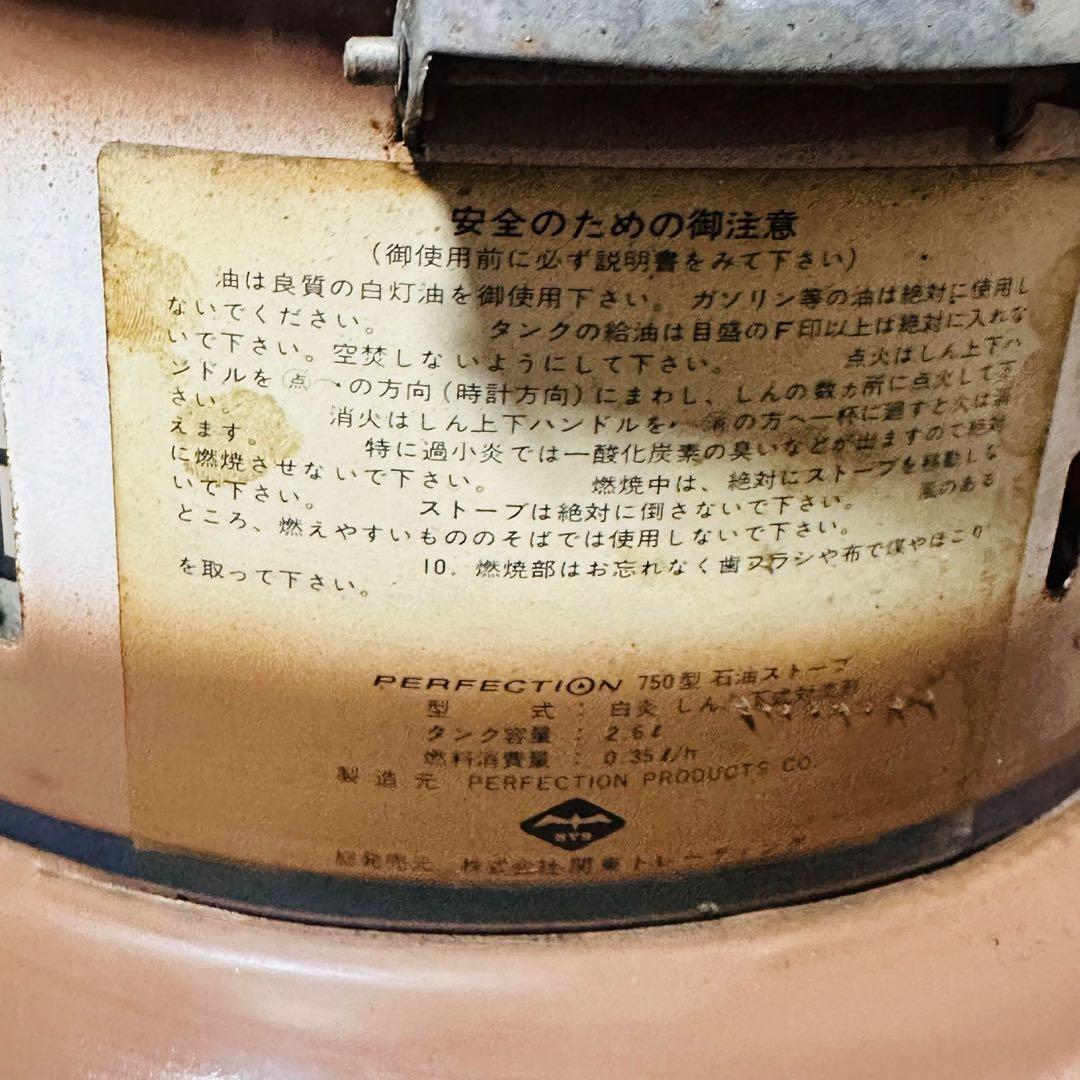 安全のための御注意
(御使用前に必ず説明書をみて下さい)
油は良質の白灯油を御使用下さい。 ガソリン等の油は絶対に使用し
ないでください。 タンクの給油は目盛のF印以上は絶対に入れな
いで下さい。空焚しないようにして下さい。 点火はしん上下ハ
ンドルを点の方向(時計方向)にまわし、しんの数ヵ所に点火して下
さい。 消火はしん上下ハンドルを の方へ一杯に廻すと火は消
えます。 特に過小炎では一酸化炭素の臭いなどが出ますので絶対
に燃焼させないで下さい。 燃焼中は、絶対にストーブを移動しな
いで下さい。 ストーブは絶対に倒さないで下さい。 風のある
ところ、燃えやすいもののそばでは使用しないで下さい。
10. 燃焼部はお忘れなく歯ブラシや布で煤やほこり
を取って下さい。
PERFECTION 750型 石油ストーブ
型式 : 白炎 しん
タンク容量 : 2.6ℓ
燃料消費量 : 0.35ℓ/h
製造元 PERFECTION PRODUCTS CO.
総発売元 株式会社関東トレーディング